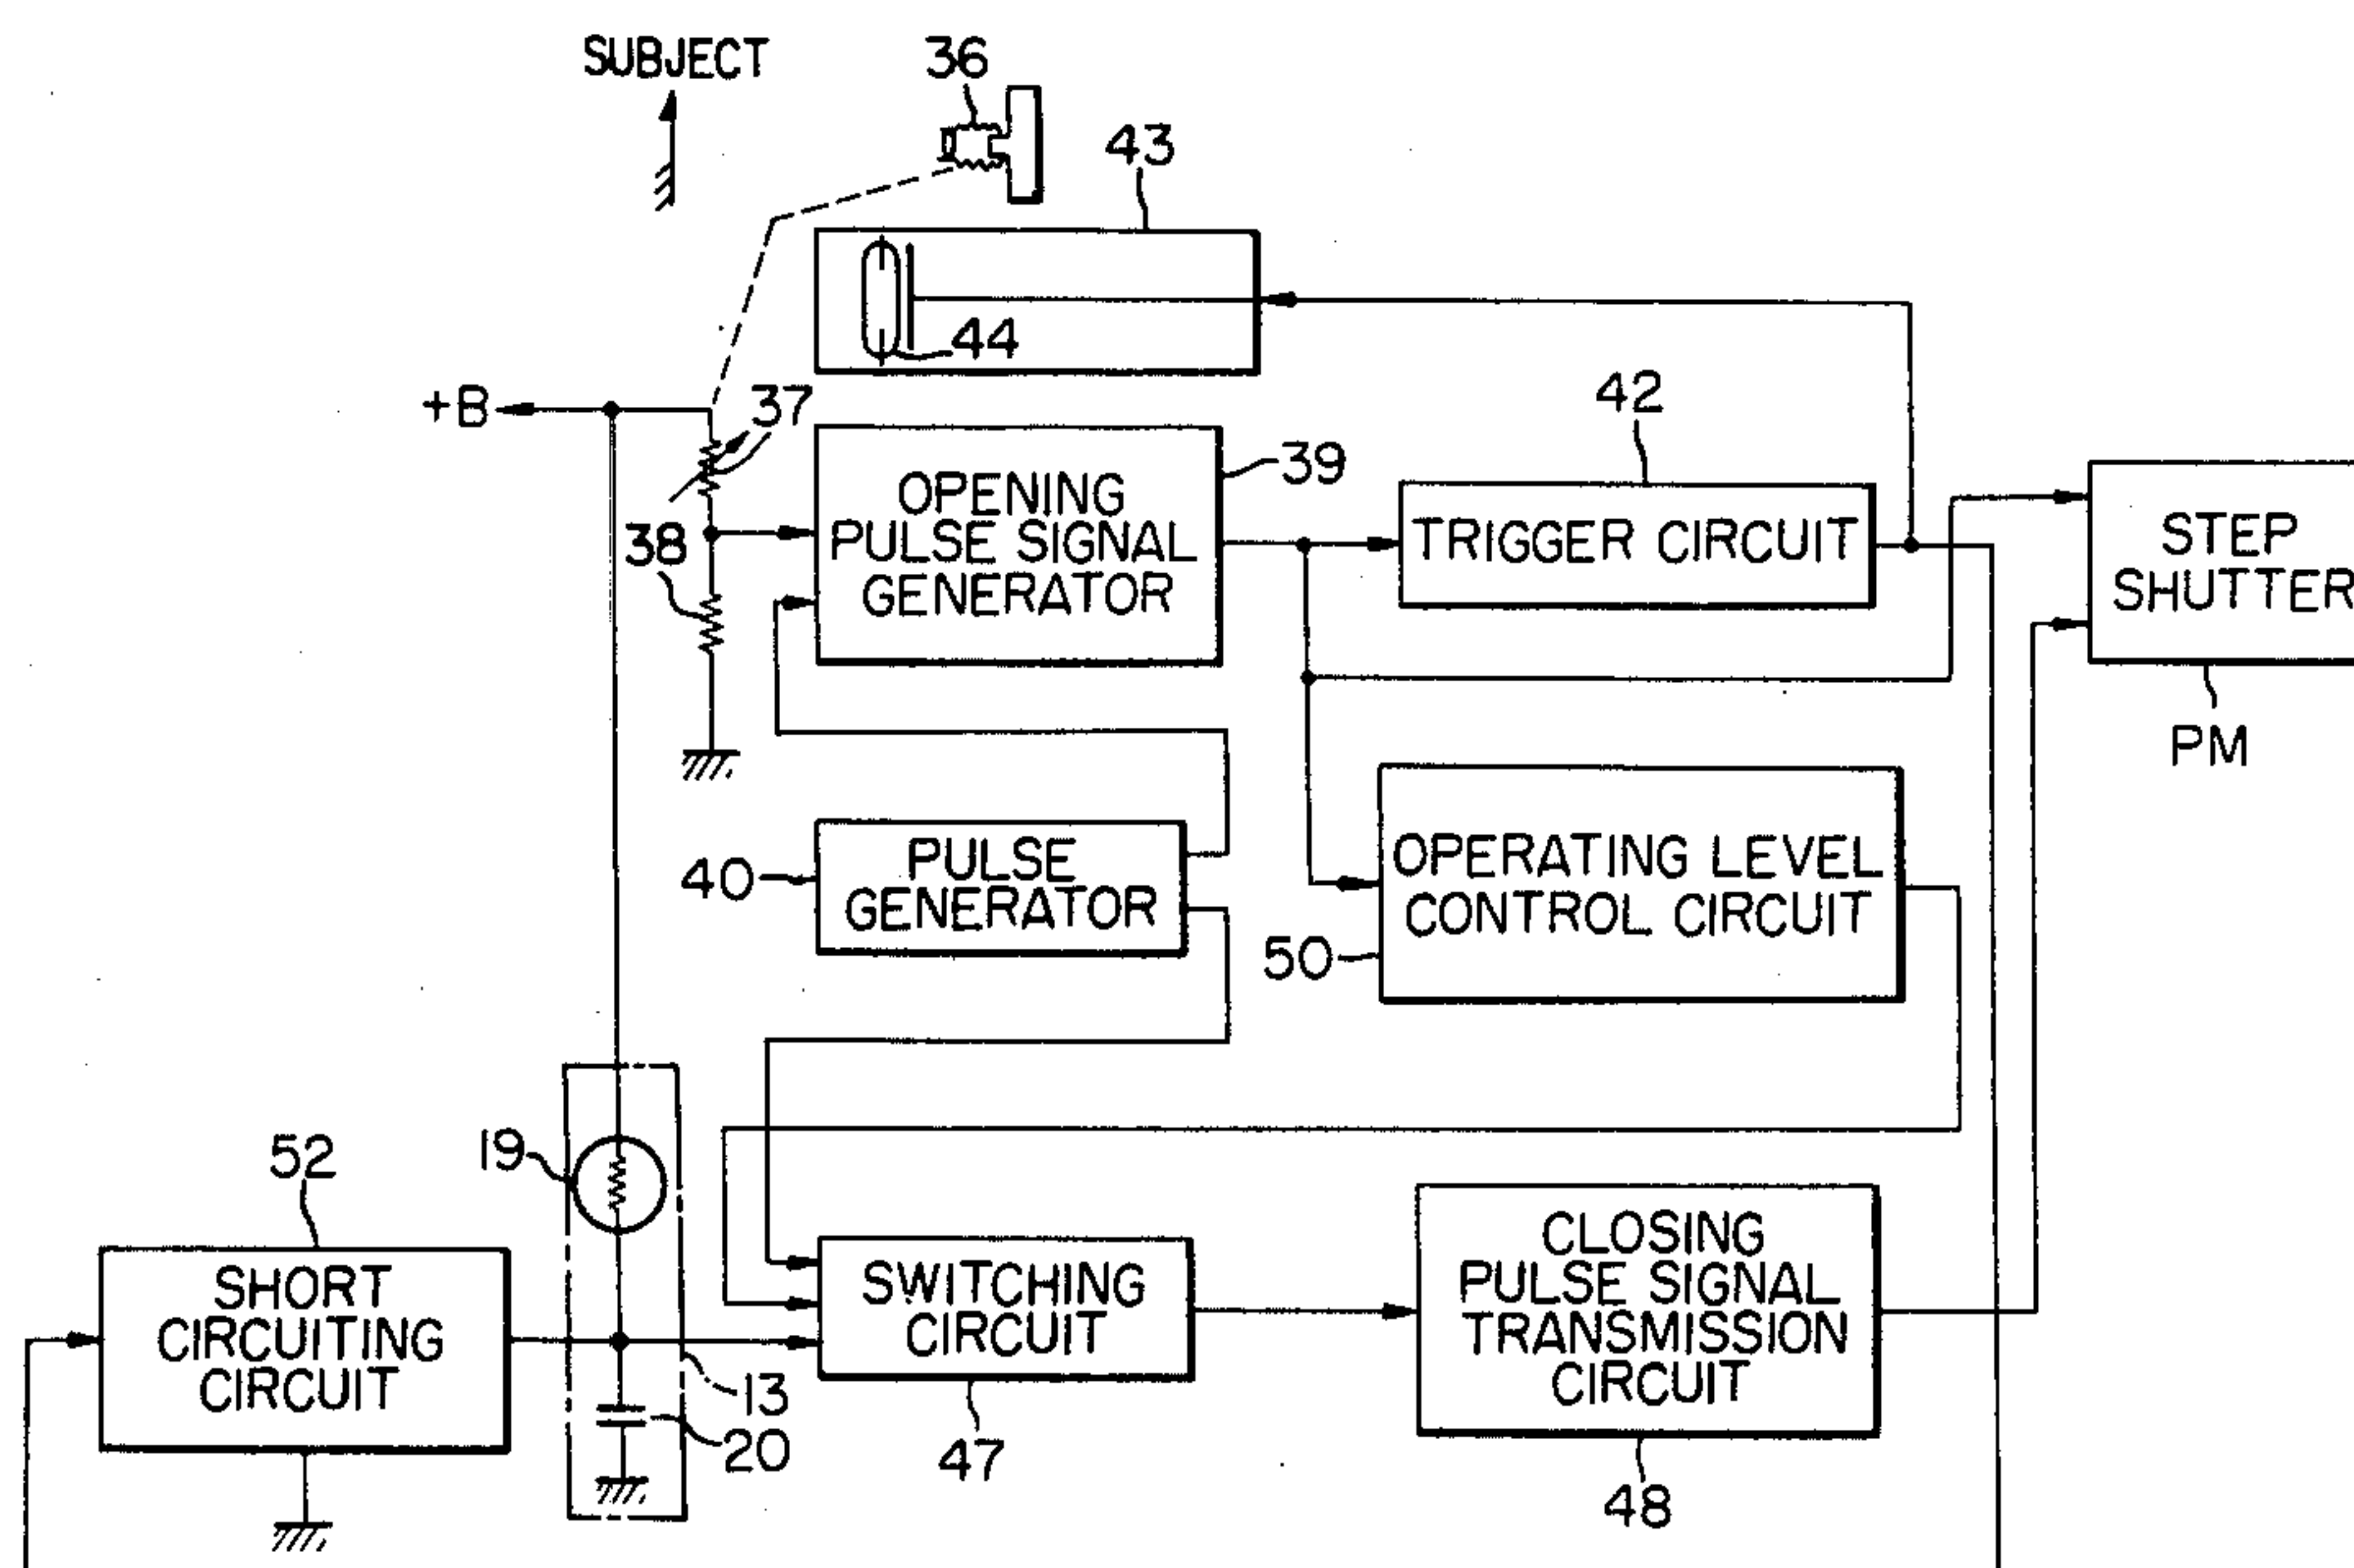 SUBJECT
36
43
44
+B
37
42
39
OPENING
PULSE SIGNAL
GENERATOR
TRIGGER CIRCUIT
STEP
SHUTTER
38
PM
40
PULSE
GENERATOR
OPERATING LEVEL
CONTROL CIRCUIT
50
52
19
SHORT
CIRCUITING
CIRCUIT
SWITCHING
CIRCUIT
CLOSING
PULSE SIGNAL
TRANSMISSION
CIRCUIT
13
20
47
48